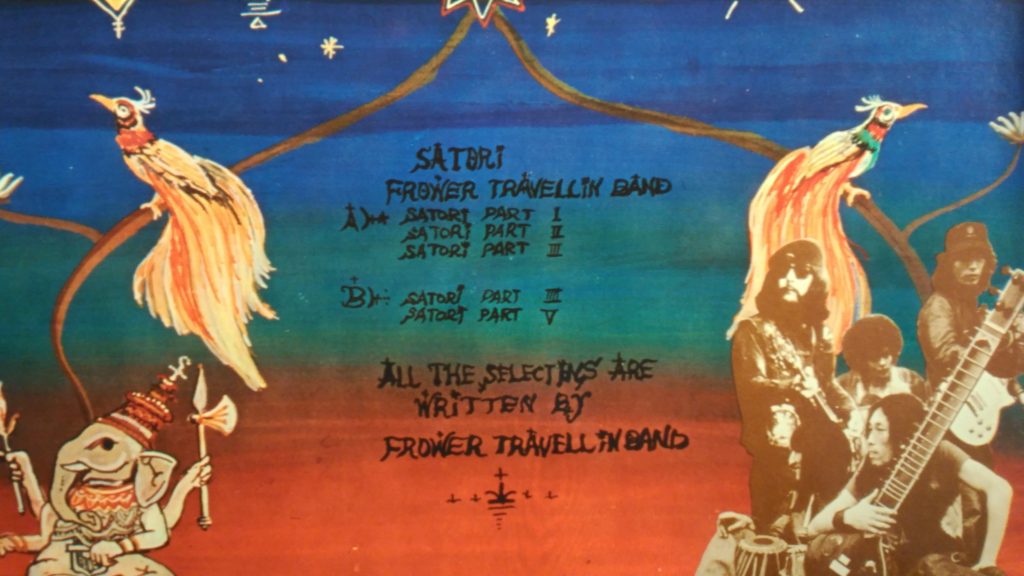 SATORI
FROWER TRAVELLIN BAND
A) SATORI PART I
SATORI PART II
SATORI PART III
B) SATORI PART IIII
SATORI PART V
ALL THE SELECTINS ARE
WRITTEN BY
FROWER TRAVELLIN BAND